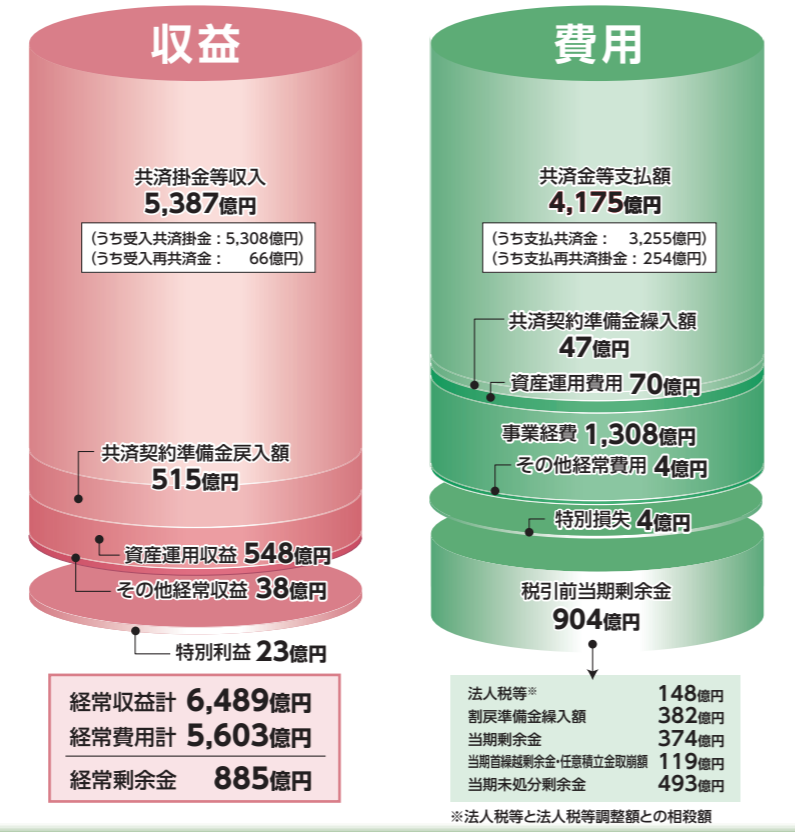 収益
共済掛金等収入
5,387億円
(うち受入共済掛金：5,308億円)
(うち受入再共済金：　66億円)
共済契約準備金戻入額
515億円
資産運用収益 548億円
その他経常収益 38億円
特別利益 23億円
経常収益計 6,489億円
経常費用計 5,603億円
経常剰余金 885億円
費用
共済金等支払額
4,175億円
(うち支払共済金：　3,255億円)
(うち支払再共済掛金：254億円)
共済契約準備金繰入額
47億円
資産運用費用 70億円
事業経費 1,308億円
その他経常費用 4億円
特別損失 4億円
税引前当期剰余金
904億円
法人税等※ 148億円
割戻準備金繰入額 382億円
当期剰余金 374億円
当期首繰越剰余金・任意積立金取崩額 119億円
当期未処分剰余金 493億円
※法人税等と法人税等調整額との相殺額